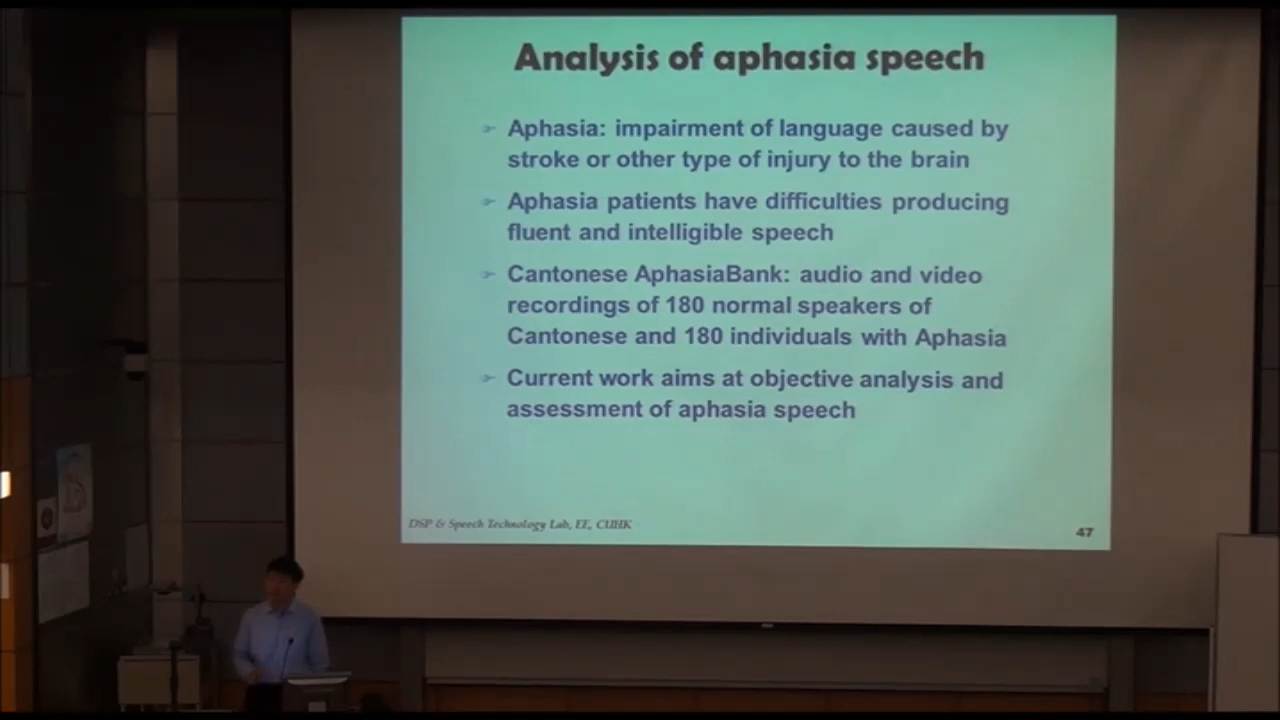 Analysis of aphasia speech
Aphasia: impairment of language caused by
stroke or other type of injury to the brain
Aphasia patients have difficulties producing
fluent and intelligible speech
Cantonese AphasiaBank: audio and video
recordings of 180 normal speakers of
Cantonese and 180 individuals with Aphasia
Current work aims at objective analysis and
assessment of aphasia speech
DSP & Speech Technology Lab, EE, CUHK
47